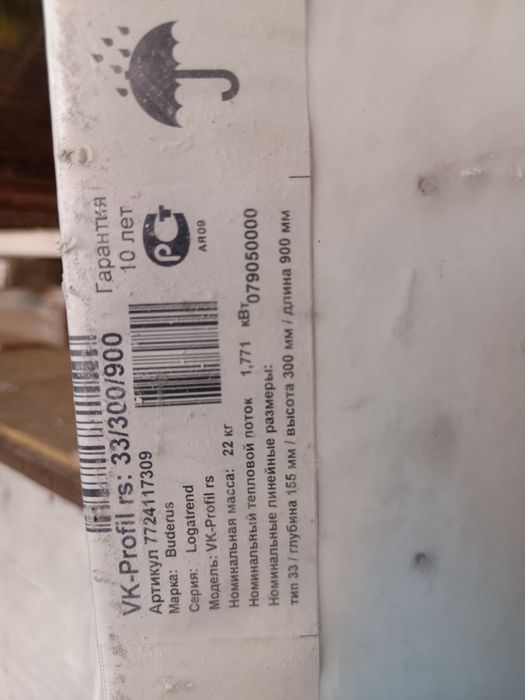 VK-Profil rs: 33/300/900
Гарантия
10 лет
Артикул 7724117309
Марка: Buderus
Серия: Logatrend
Модель: VK-Profil rs
РСТ
АЯ09
Номинальная масса: 22 кг
Номинальный тепловой поток 1,771 кВт
079050000
Номинальные линейные размеры:
тип 33 / глубина 155 мм / высота 300 мм / длина 900 мм